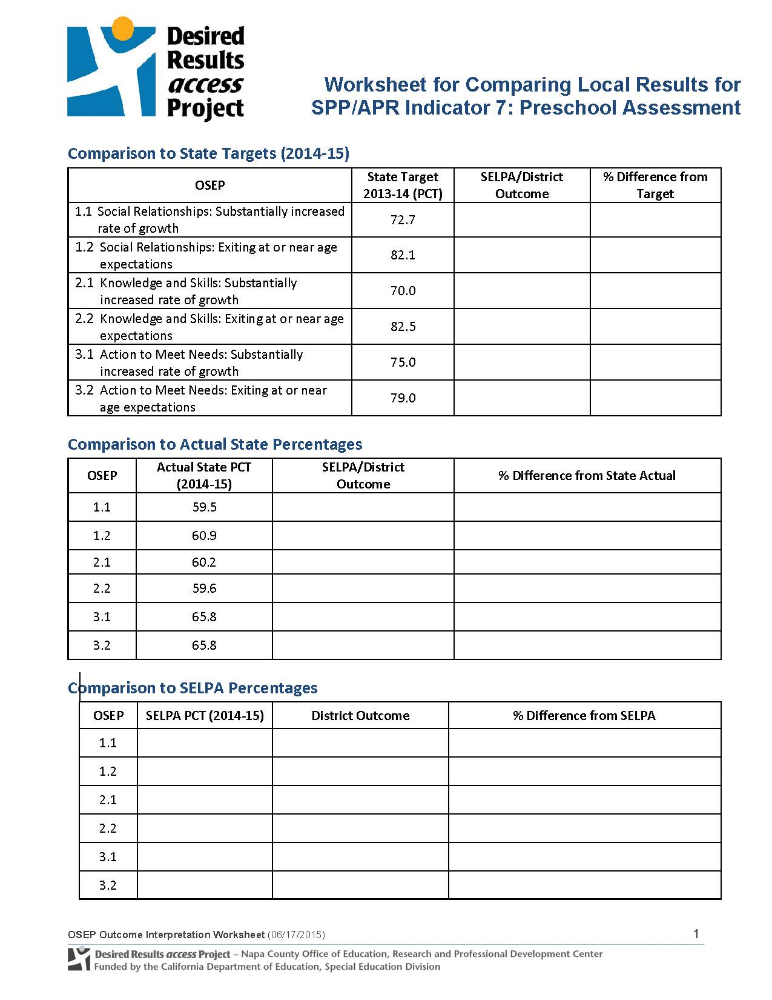 Desired
Results
access
Project
Worksheet for Comparing Local Results for
SPP/APR Indicator 7: Preschool Assessment
Comparison to State Targets (2014-15)
OSEP
State Target
2013-14 (PCT)
SELPA/District
Outcome
% Difference from
Target
1.1 Social Relationships: Substantially increased
rate of growth
72.7
1.2 Social Relationships: Exiting at or near age
expectations
82.1
2.1 Knowledge and Skills: Substantially
increased rate of growth
70.0
2.2 Knowledge and Skills: Exiting at or near age
expectations
82.5
3.1 Action to Meet Needs: Substantially
increased rate of growth
75.0
3.2 Action to Meet Needs: Exiting at or near
age expectations
79.0
Comparison to Actual State Percentages
OSEP
Actual State PCT
(2014-15)
SELPA/District
Outcome
% Difference from State Actual
1.1 59.5
1.2 60.9
2.1 60.2
2.2 59.6
3.1 65.8
3.2 65.8
Comparison to SELPA Percentages
OSEP SELPA PCT (2014-15) District Outcome % Difference from SELPA
1.1
1.2
2.1
2.2
3.1
3.2
OSEP Outcome Interpretation Worksheet (06/17/2015) 1
Desired Results access Project – Napa County Office of Education, Research and Professional Development Center
Funded by the California Department of Education, Special Education Division